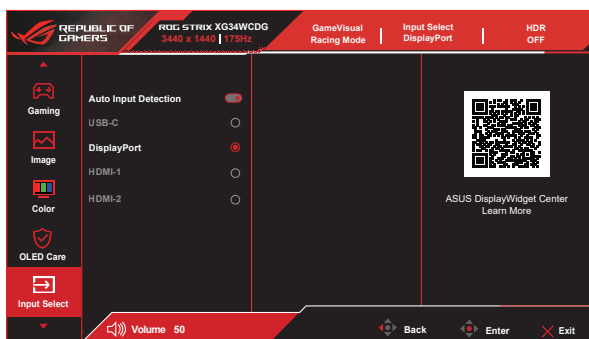 REPUBLIC OF
GAMERS
ROG STRIX XG34WCDG
3440 x 1440 175Hz
GameVisual
Racing Mode
Input Select
DisplayPort
HDR
OFF
Gaming
Image
Color
OLED Care
Input Select
Auto Input Detection
USB-C
DisplayPort
HDMI-1
HDMI-2
ASUS DisplayWidget Center
Learn More
Volume 50
Back
Enter
Exit